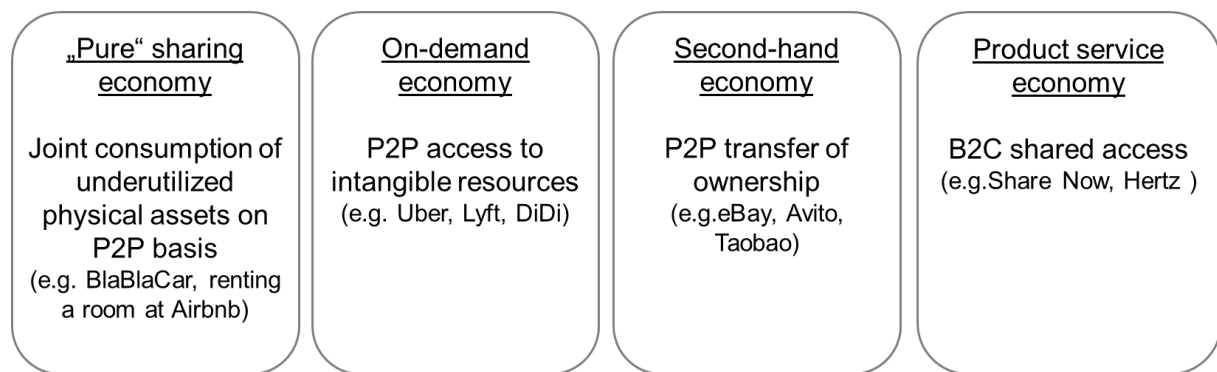 „Pure“ sharing
economy
Joint consumption of
underutilized
physical assets on
P2P basis
(e.g. BlaBlaCar, renting
a room at Airbnb)
On-demand
economy
P2P access to
intangible resources
(e.g. Uber, Lyft, DiDi)
Second-hand
economy
P2P transfer of
ownership
(e.g.eBay, Avito,
Taobao)
Product service
economy
B2C shared access
(e.g.Share Now, Hertz )